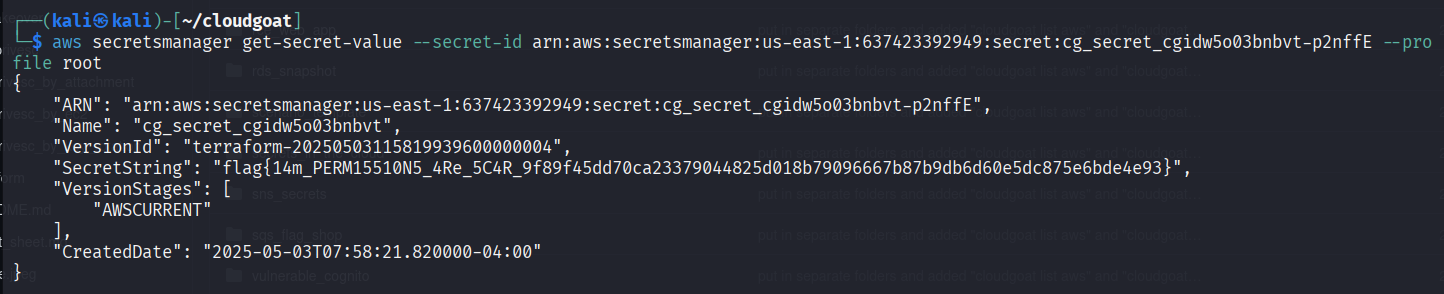 ┌──(kali㉿kali)-[~/cloudgoat]
└─$ aws secretsmanager get-secret-value --secret-id arn:aws:secretsmanager:us-east-1:637423392949:secret:cg_secret_cgidw5o03bnbvt-p2nffE --pro
file root
{
    "ARN": "arn:aws:secretsmanager:us-east-1:637423392949:secret:cg_secret_cgidw5o03bnbvt-p2nffE",
    "Name": "cg_secret_cgidw5o03bnbvt",
    "VersionId": "terraform-20250503115819939600000004",
    "SecretString": "flag{14m_PERM15510N5_4Re_5C4R_9f89f45dd70ca23379044825d018b79096667b87b9db6d60e5dc875e6bde4e93}",
    "VersionStages": [
        "AWSCURRENT"
    ],
    "CreatedDate": "2025-05-03T07:58:21.820000-04:00"
}